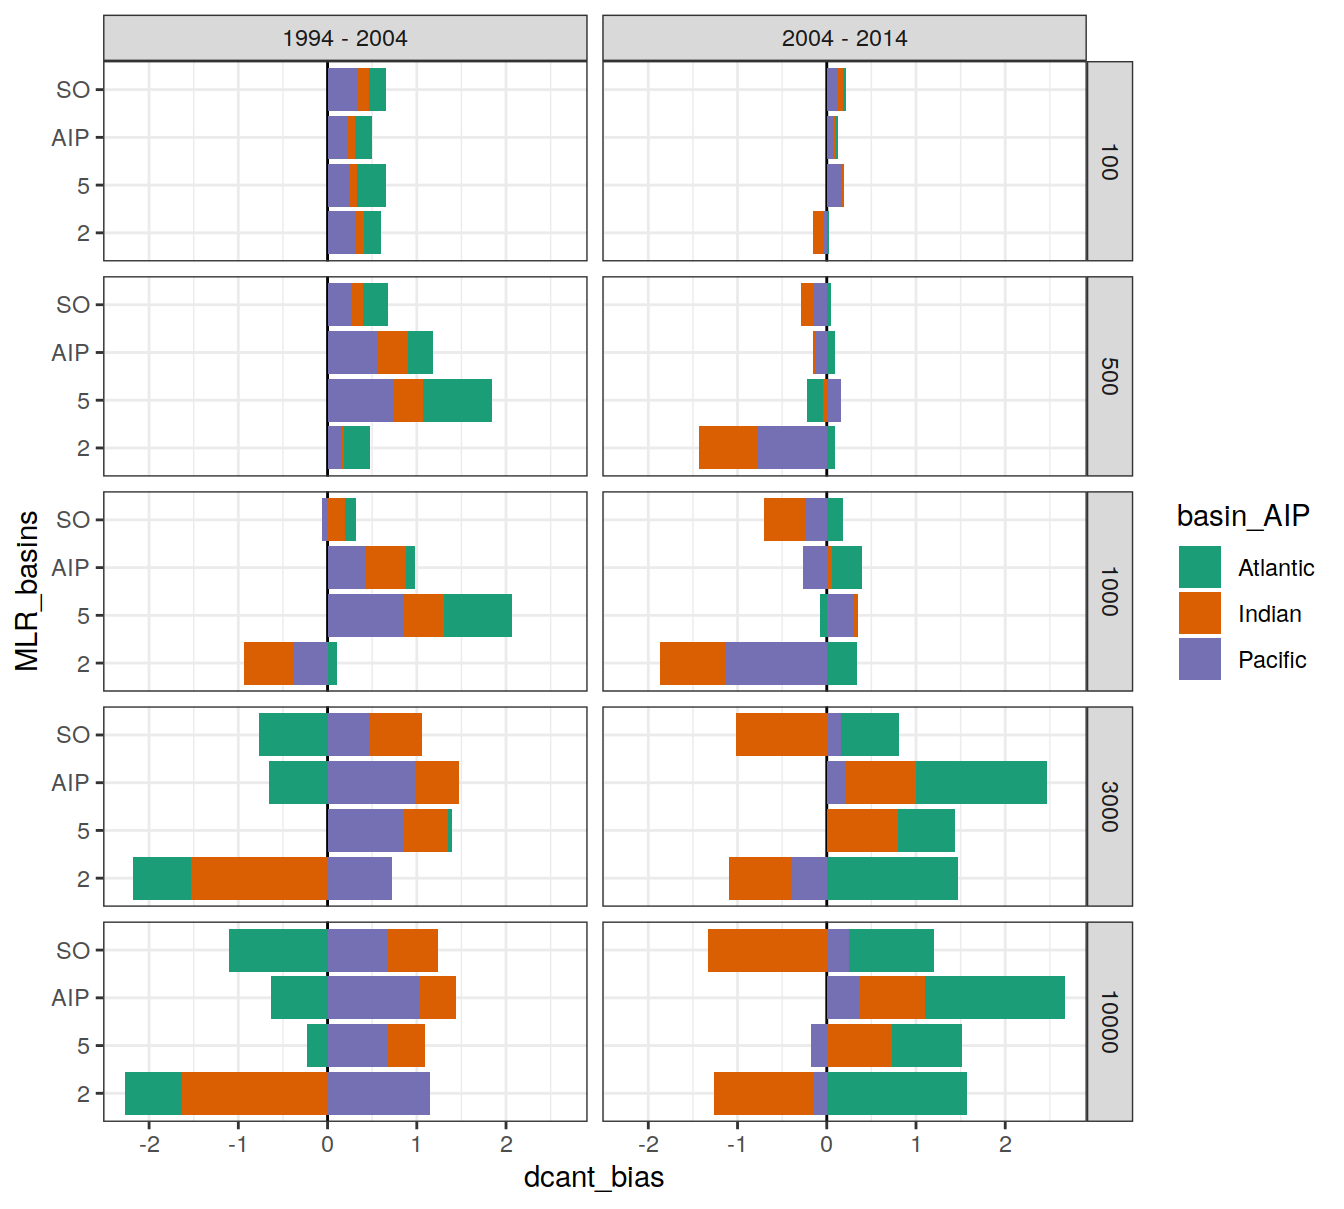 1994 - 2004
2004 - 2014
SO
AIP
5
2
100
SO
AIP
5
2
500
SO
AIP
5
2
1000
SO
AIP
5
2
3000
SO
AIP
5
2
10000
-2 -1 0 1 2
-2 -1 0 1 2
dcant_bias
MLR_basins
basin_AIP
Atlantic
Indian
Pacific